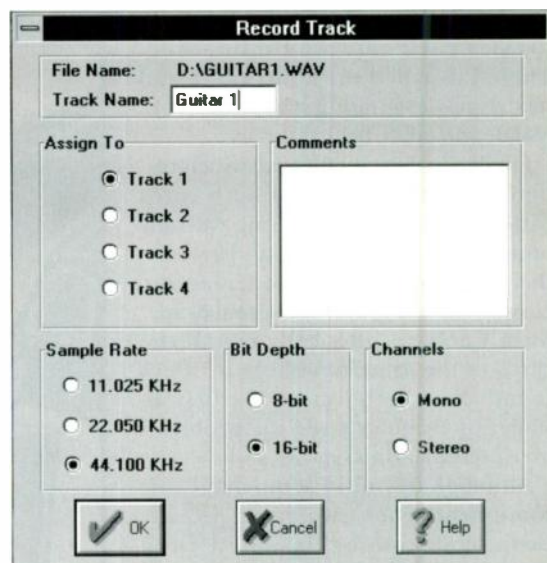 Record Track
File Name: D:\GUITAR1.WAV
Track Name: Guitar 1
Assign To
Track 1
Track 2
Track 3
Track 4
Comments
Sample Rate
11.025 KHz
22.050 KHz
44.100 KHz
Bit Depth
8-bit
16-bit
Channels
Mono
Stereo
OK
Cancel
Help